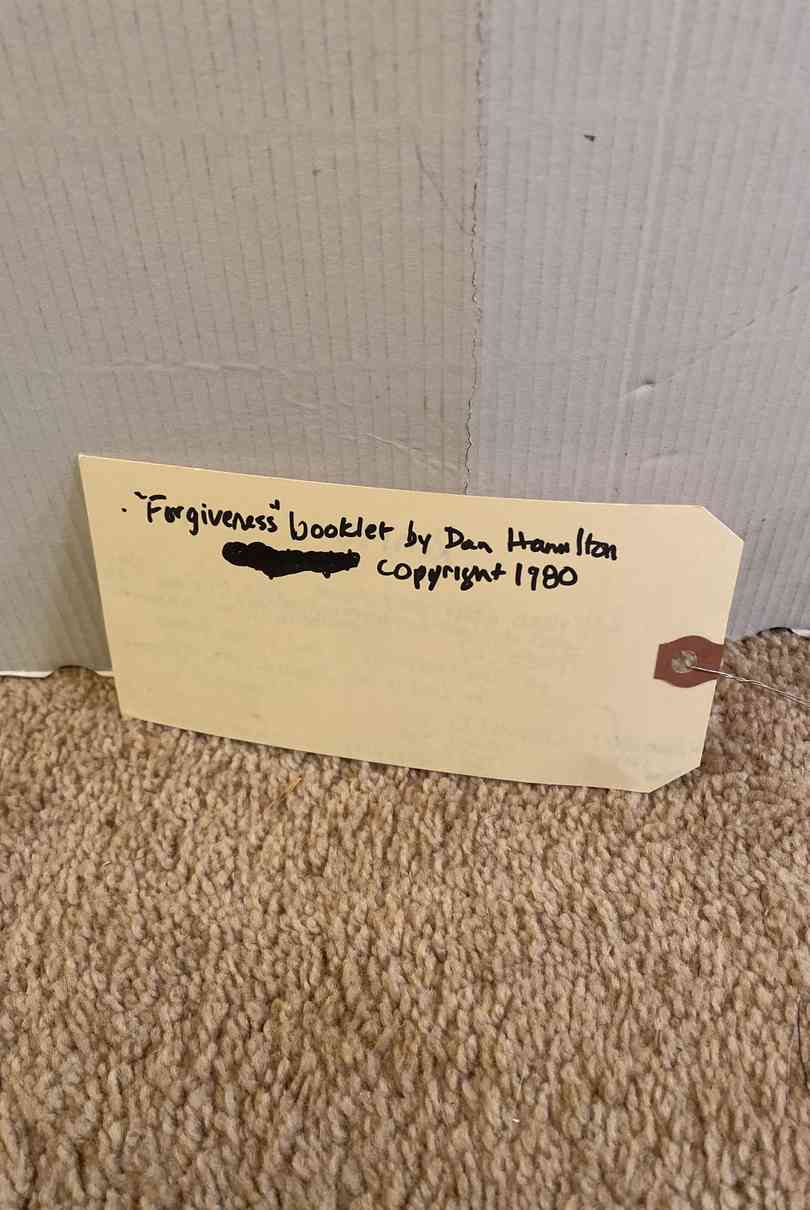 . "Forgiveness" booklet by Dan Hamilton
copyright 1980